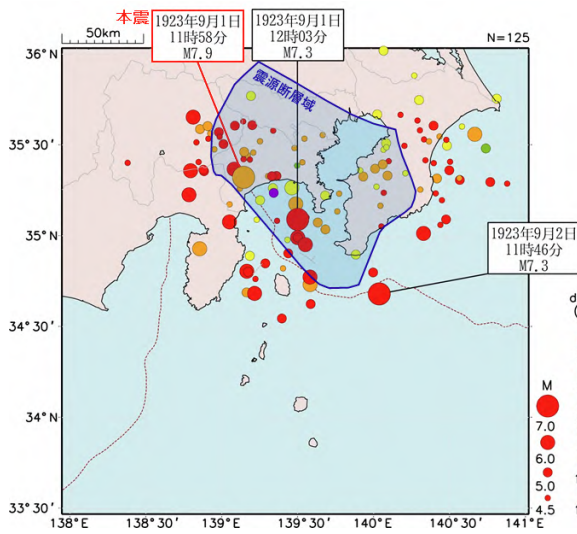 本震
1923年9月1日
11時58分
M7.9
1923年9月1日
12時03分
M7.3
50km
N=125
36°N
震源断層域
35°30'
35°N
1923年9月2日
11時46分
M7.3
34°30'
34°N
33°30'
138°E
138°30'
139°E
139°30'
140°E
140°30'
141°E
d
(
M
7.0
6.0
5.0
4.5